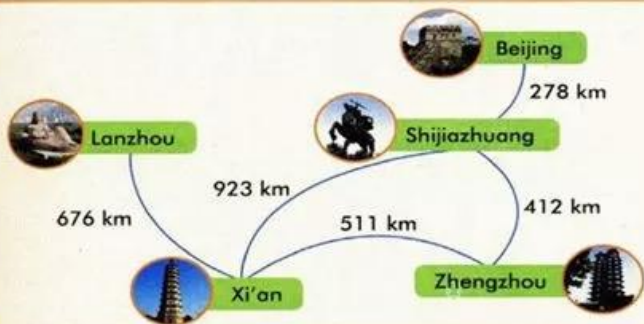 Beijing
278 km
Lanzhou
Shijiazhuang
923 km
676 km
511 km
412 km
Xi'an
Zhengzhou